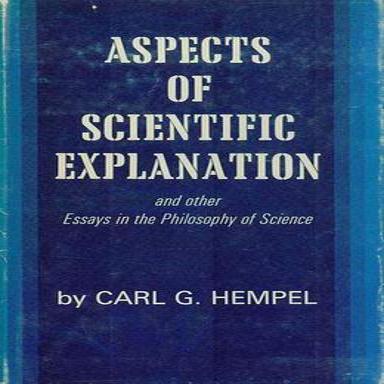 ASPECTS
OF
SCIENTIFIC
EXPLANATION
and other
Essays in the Philosophy of Science
by CARL G. HEMPEL